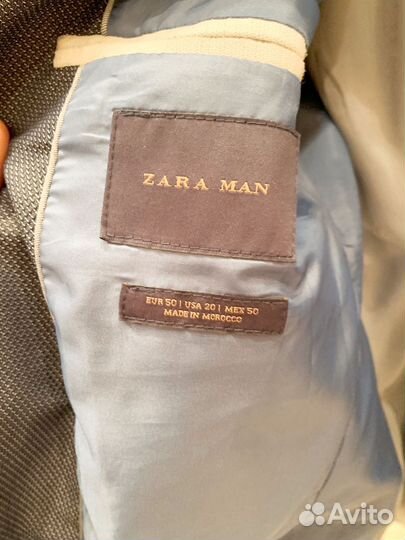 ZARA MAN
EUR 50 | USA 20 | MEX 50
MADE IN MOROCCO
Avito